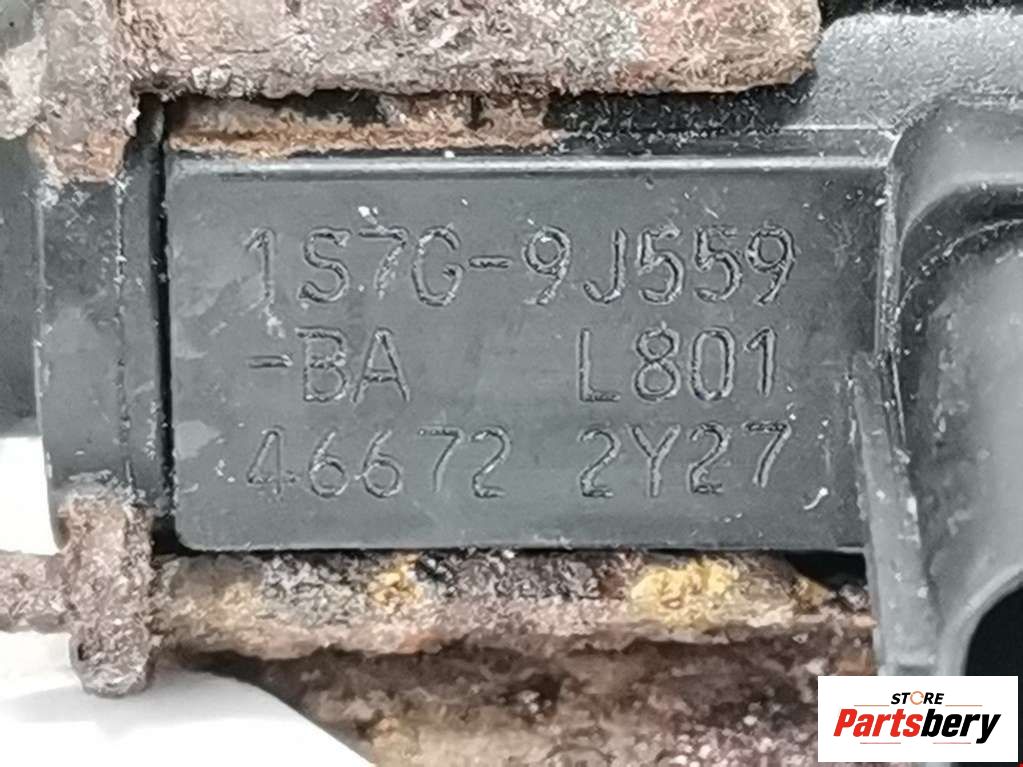 1S7G-9J559
-BA L801
46672 2Y27
STORE
Partsbery